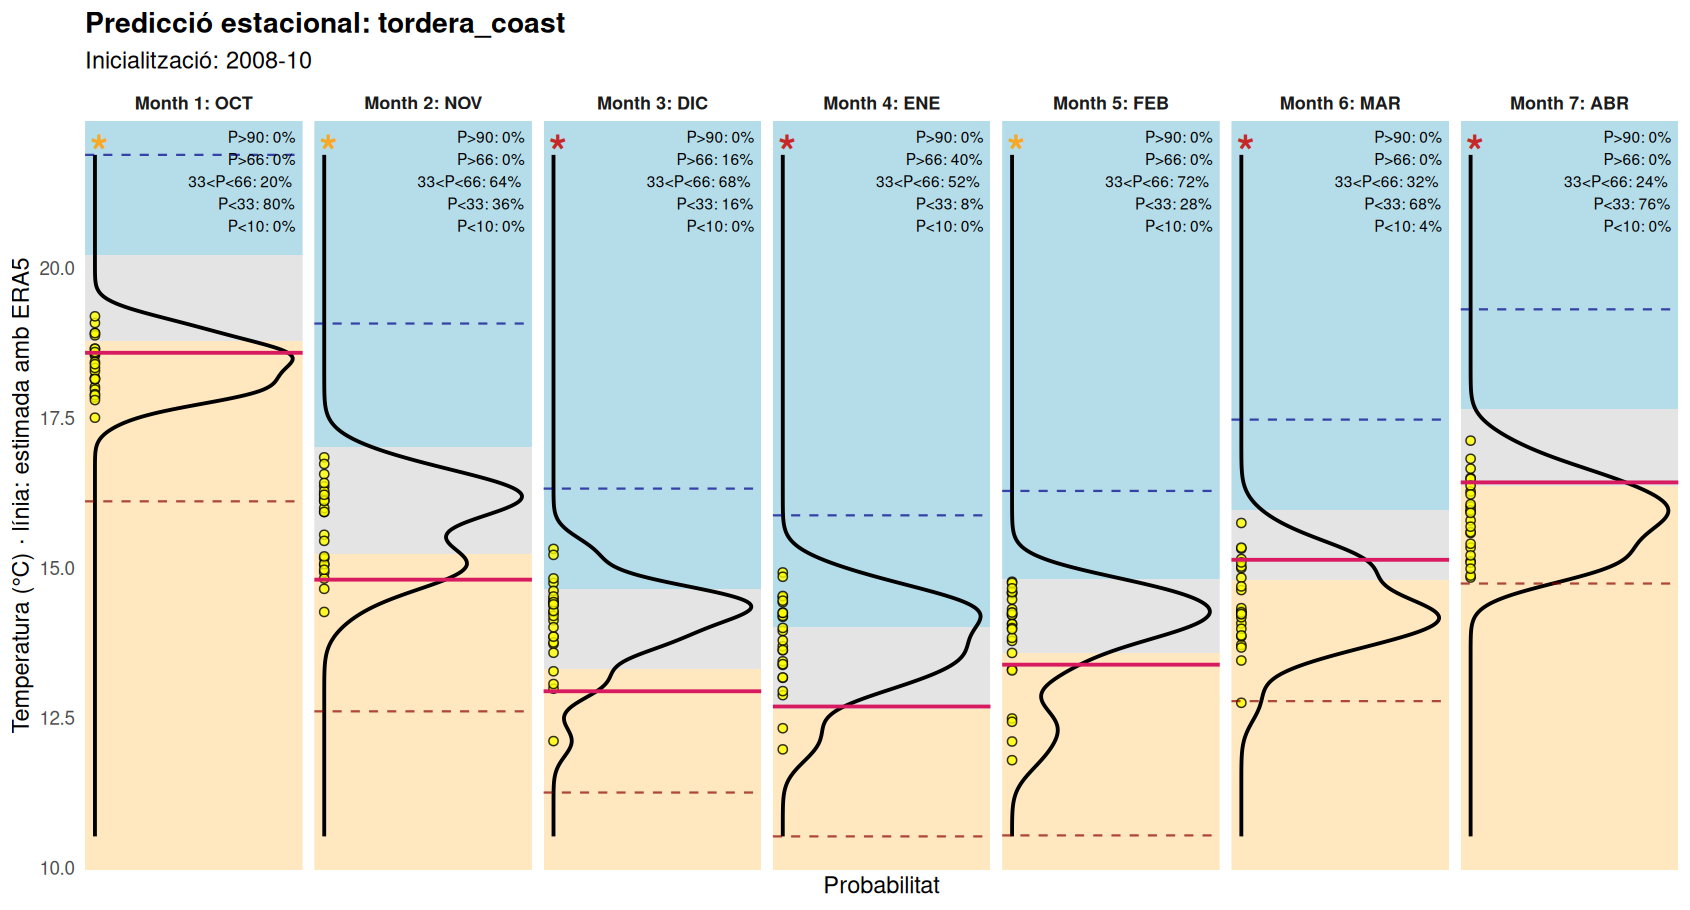 Predicció estacional: tordera_coast
Inicialització: 2008-10
Month 1: OCT
Month 2: NOV
Month 3: DIC
Month 4: ENE
Month 5: FEB
Month 6: MAR
Month 7: ABR
P>90: 0%
P>66: 0%
33<P<66: 20%
P<33: 80%
P<10: 0%
P>90: 0%
P>66: 0%
33<P<66: 64%
P<33: 36%
P<10: 0%
P>90: 0%
P>66: 16%
33<P<66: 68%
P<33: 16%
P<10: 0%
P>90: 0%
P>66: 40%
33<P<66: 52%
P<33: 8%
P<10: 0%
P>90: 0%
P>66: 0%
33<P<66: 72%
P<33: 28%
P<10: 0%
P>90: 0%
P>66: 0%
33<P<66: 32%
P<33: 68%
P<10: 4%
P>90: 0%
P>66: 0%
33<P<66: 24%
P<33: 76%
P<10: 0%
Temperatura (°C) · línia: estimada amb ERA5
20.0
17.5
15.0
12.5
10.0
Probabilitat